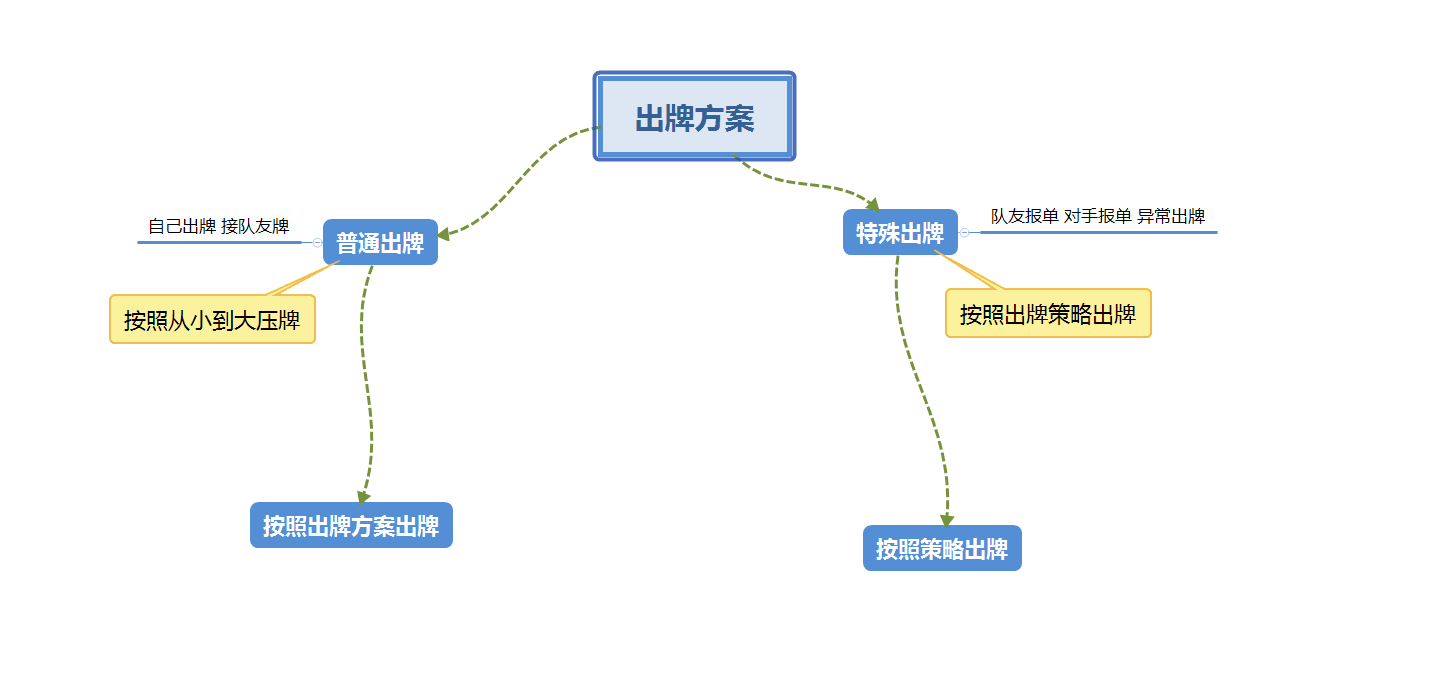 出牌方案
自己出牌 接队友牌
普通出牌
特殊出牌
队友报单 对手报单 异常出牌
按照从小到大压牌
按照出牌策略出牌
按照出牌方案出牌
按照策略出牌